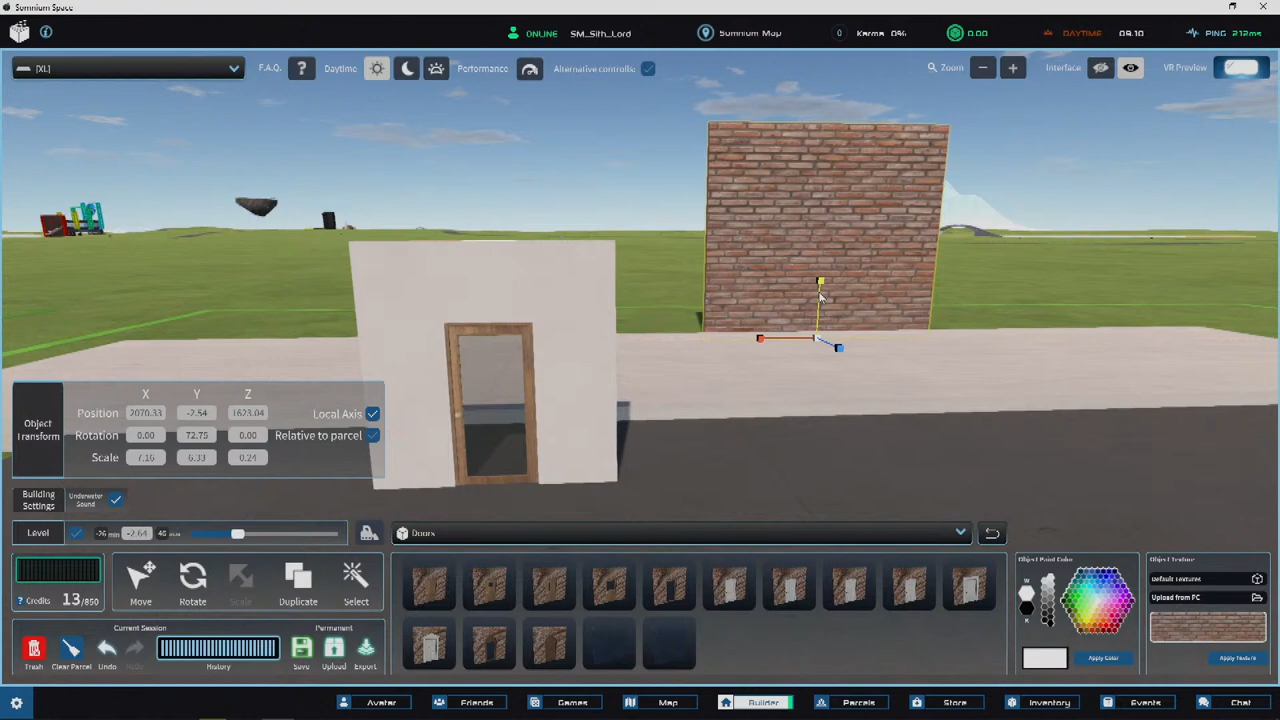 Somnium Space
ONLINE SM_Sith_Lord Somnium Map 0 Karma 0% 0.00 DAYTIME 09.10 PING 212ms
[XL] F.A.Q. ? Daytime Performance Alternative controlls: Zoom Interface VR Preview
X Y Z
Object Transform
Position 2070.33 -2.54 1623.04 Local Axis
Rotation 0.00 72.75 0.00 Relative to parcel
Scale 7.16 6.33 0.24
Building Settings Underwater Sound
Level -2.64 Doors
Object Paint Color Object Texture
W Default Textures
Upload from PC
? Credits 13/850 Move Rotate Scale Duplicate Select
Current Session Permanent
Trash Clear Parcel Undo Redo History Save Upload Export
Apply Color Apply Texture
Avatar Friends Games Map Builder Parcels Store Inventory Events Chat